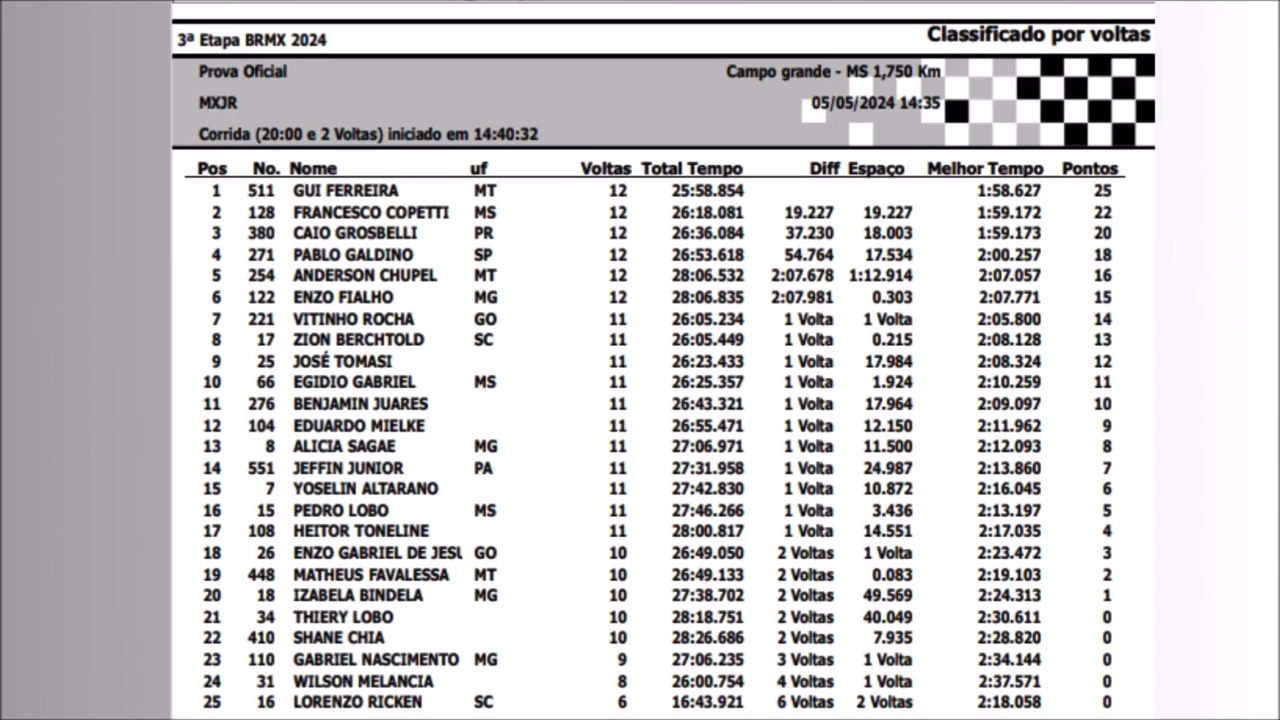 3ª Etapa BRMX 2024 Classificado por voltas
Prova Oficial Campo grande - MS 1,750 Km
MXJR 05/05/2024 14:35
Corrida (20:00 e 2 Voltas) iniciado em 14:40:32
Pos No. Nome uf Voltas Total Tempo Diff Espaço Melhor Tempo Pontos
1 511 GUI FERREIRA MT 12 25:58.854 1:58.627 25
2 128 FRANCESCO COPETTI MS 12 26:18.081 19.227 19.227 1:59.172 22
3 380 CAIO GROSBELLI PR 12 26:36.084 37.230 18.003 1:59.173 20
4 271 PABLO GALDINO SP 12 26:53.618 54.764 17.534 2:00.257 18
5 254 ANDERSON CHUPEL MT 12 28:06.532 2:07.678 1:12.914 2:07.057 16
6 122 ENZO FIALHO MG 12 28:06.835 2:07.981 0.303 2:07.771 15
7 221 VITINHO ROCHA GO 11 26:05.234 1 Volta 1 Volta 2:05.800 14
8 17 ZION BERCHTOLD SC 11 26:05.449 1 Volta 0.215 2:08.128 13
9 25 JOSÉ TOMASI 11 26:23.433 1 Volta 17.984 2:08.324 12
10 66 EGIDIO GABRIEL MS 11 26:25.357 1 Volta 1.924 2:10.259 11
11 276 BENJAMIN JUARES 11 26:43.321 1 Volta 17.964 2:09.097 10
12 104 EDUARDO MIELKE 11 26:55.471 1 Volta 12.150 2:11.962 9
13 8 ALICIA SAGAE MG 11 27:06.971 1 Volta 11.500 2:12.093 8
14 551 JEFFIN JUNIOR PA 11 27:31.958 1 Volta 24.987 2:13.860 7
15 7 YOSELIN ALTARANO 11 27:42.830 1 Volta 10.872 2:16.045 6
16 15 PEDRO LOBO MS 11 27:46.266 1 Volta 3.436 2:13.197 5
17 108 HEITOR TONELINE 11 28:00.817 1 Volta 14.551 2:17.035 4
18 26 ENZO GABRIEL DE JESU GO 10 26:49.050 2 Voltas 1 Volta 2:23.472 3
19 448 MATHEUS FAVALESSA MT 10 26:49.133 2 Voltas 0.083 2:19.103 2
20 18 IZABELA BINDELA MG 10 27:38.702 2 Voltas 49.569 2:24.313 1
21 34 THIERY LOBO 10 28:18.751 2 Voltas 40.049 2:30.611 0
22 410 SHANE CHIA 10 28:26.686 2 Voltas 7.935 2:28.820 0
23 110 GABRIEL NASCIMENTO MG 9 27:06.235 3 Voltas 1 Volta 2:34.144 0
24 31 WILSON MELANCIA 8 26:00.754 4 Voltas 1 Volta 2:37.571 0
25 16 LORENZO RICKEN SC 6 16:43.921 6 Voltas 2 Voltas 2:18.058 0